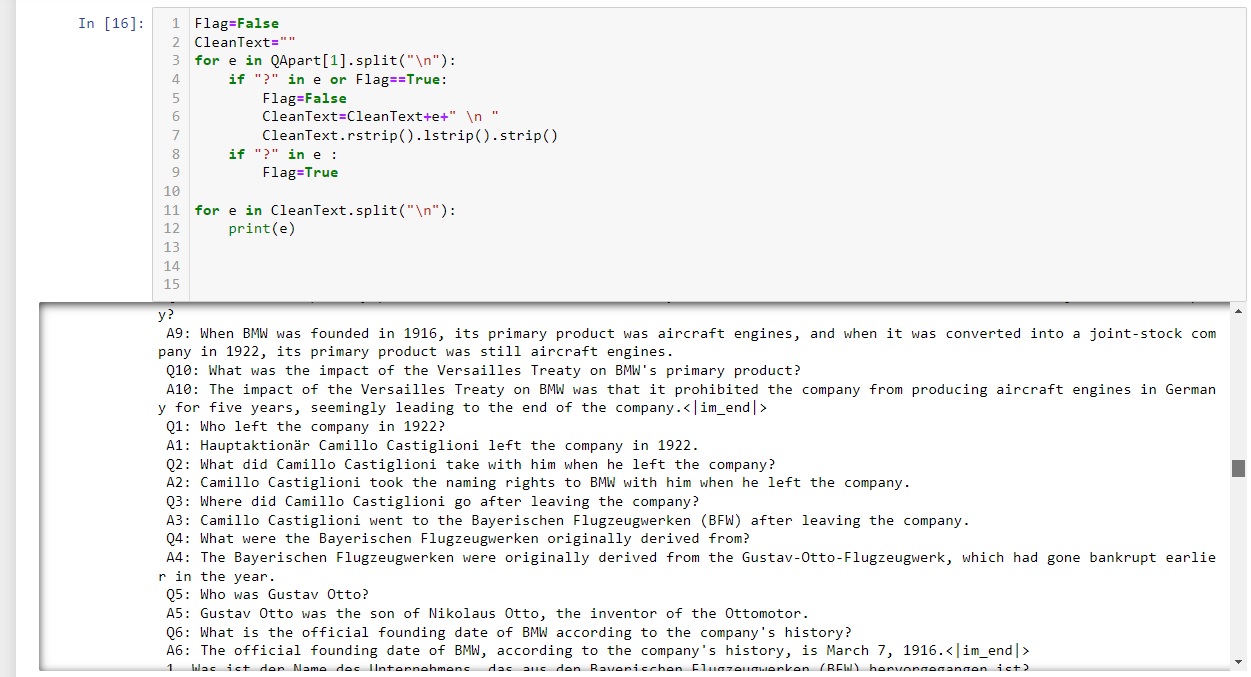 In [16]:
1 Flag=False
2 CleanText=""
3 for e in QApart[1].split("\n"):
4     if "?" in e or Flag==True:
5         Flag=False
6         CleanText=CleanText+e+" \n "
7         CleanText.rstrip().lstrip().strip()
8     if "?" in e :
9         Flag=True
10
11 for e in CleanText.split("\n"):
12     print(e)
13
14
15
y?
A9: When BMW was founded in 1916, its primary product was aircraft engines, and when it was converted into a joint-stock com
pany in 1922, its primary product was still aircraft engines.
Q10: What was the impact of the Versailles Treaty on BMW's primary product?
A10: The impact of the Versailles Treaty on BMW was that it prohibited the company from producing aircraft engines in German
y for five years, seemingly leading to the end of the company.<|im_end|>
Q1: Who left the company in 1922?
A1: Hauptaktionär Camillo Castiglioni left the company in 1922.
Q2: What did Camillo Castiglioni take with him when he left the company?
A2: Camillo Castiglioni took the naming rights to BMW with him when he left the company.
Q3: Where did Camillo Castiglioni go after leaving the company?
A3: Camillo Castiglioni went to the Bayerischen Flugzeugwerken (BFW) after leaving the company.
Q4: What were the Bayerischen Flugzeugwerken originally derived from?
A4: The Bayerischen Flugzeugwerken were originally derived from the Gustav-Otto-Flugzeugwerk, which had gone bankrupt earlie
r in the year.
Q5: Who was Gustav Otto?
A5: Gustav Otto was the son of Nikolaus Otto, the inventor of the Ottomotor.
Q6: What is the official founding date of BMW according to the company's history?
A6: The official founding date of BMW, according to the company's history, is March 7, 1916.<|im_end|>
1. Was ist der Name des Unternehmens, das aus den Bayerischen Flugzeugwerken (BFW) hervorgegangen ist?